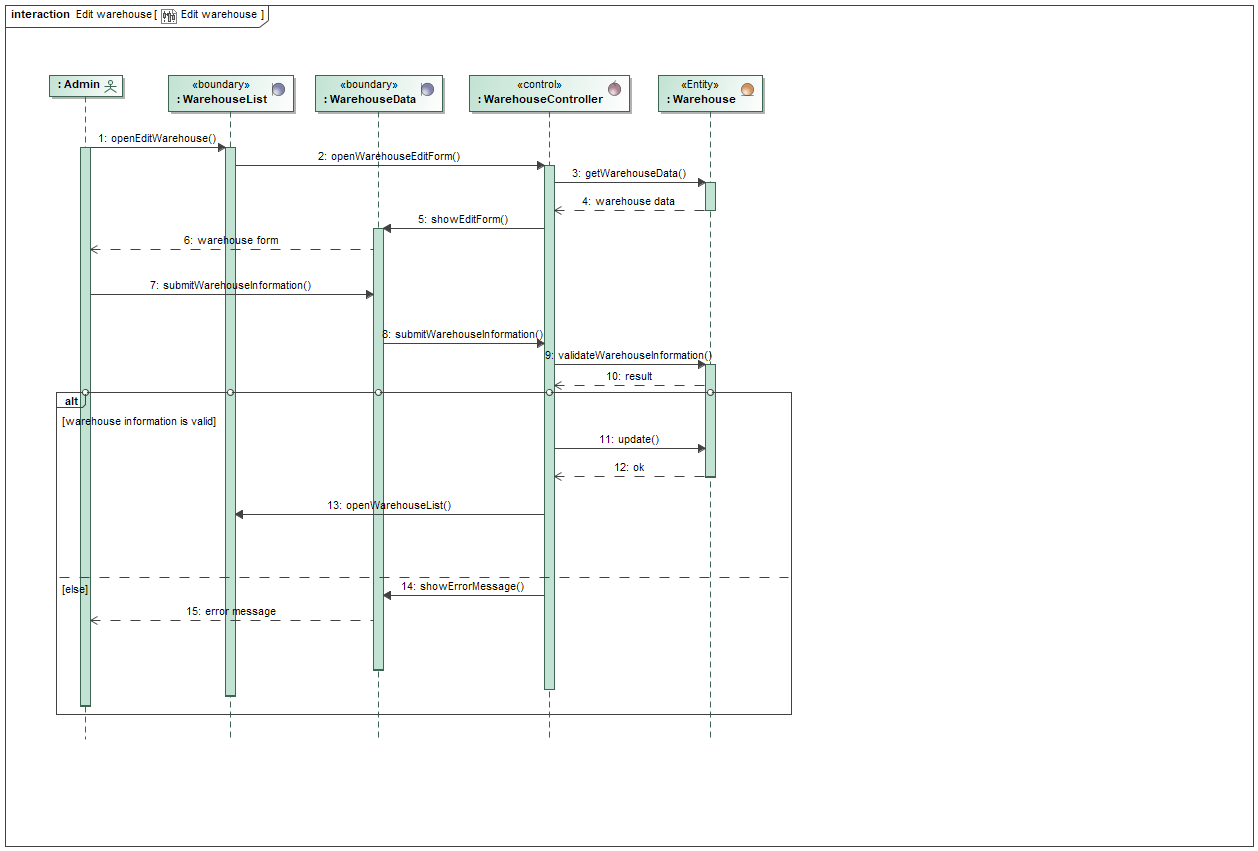 interaction Edit warehouse [ Edit warehouse ]
: Admin
«boundary»
: WarehouseList
«boundary»
: WarehouseData
«control»
: WarehouseController
«Entity»
: Warehouse
1: openEditWarehouse()
2: openWarehouseEditForm()
3: getWarehouseData()
4: warehouse data
5: showEditForm()
6: warehouse form
7: submitWarehouseInformation()
8: submitWarehouseInformation()
9: validateWarehouseInformation()
10: result
alt
[warehouse information is valid]
11: update()
12: ok
13: openWarehouseList()
[else]
14: showErrorMessage()
15: error message